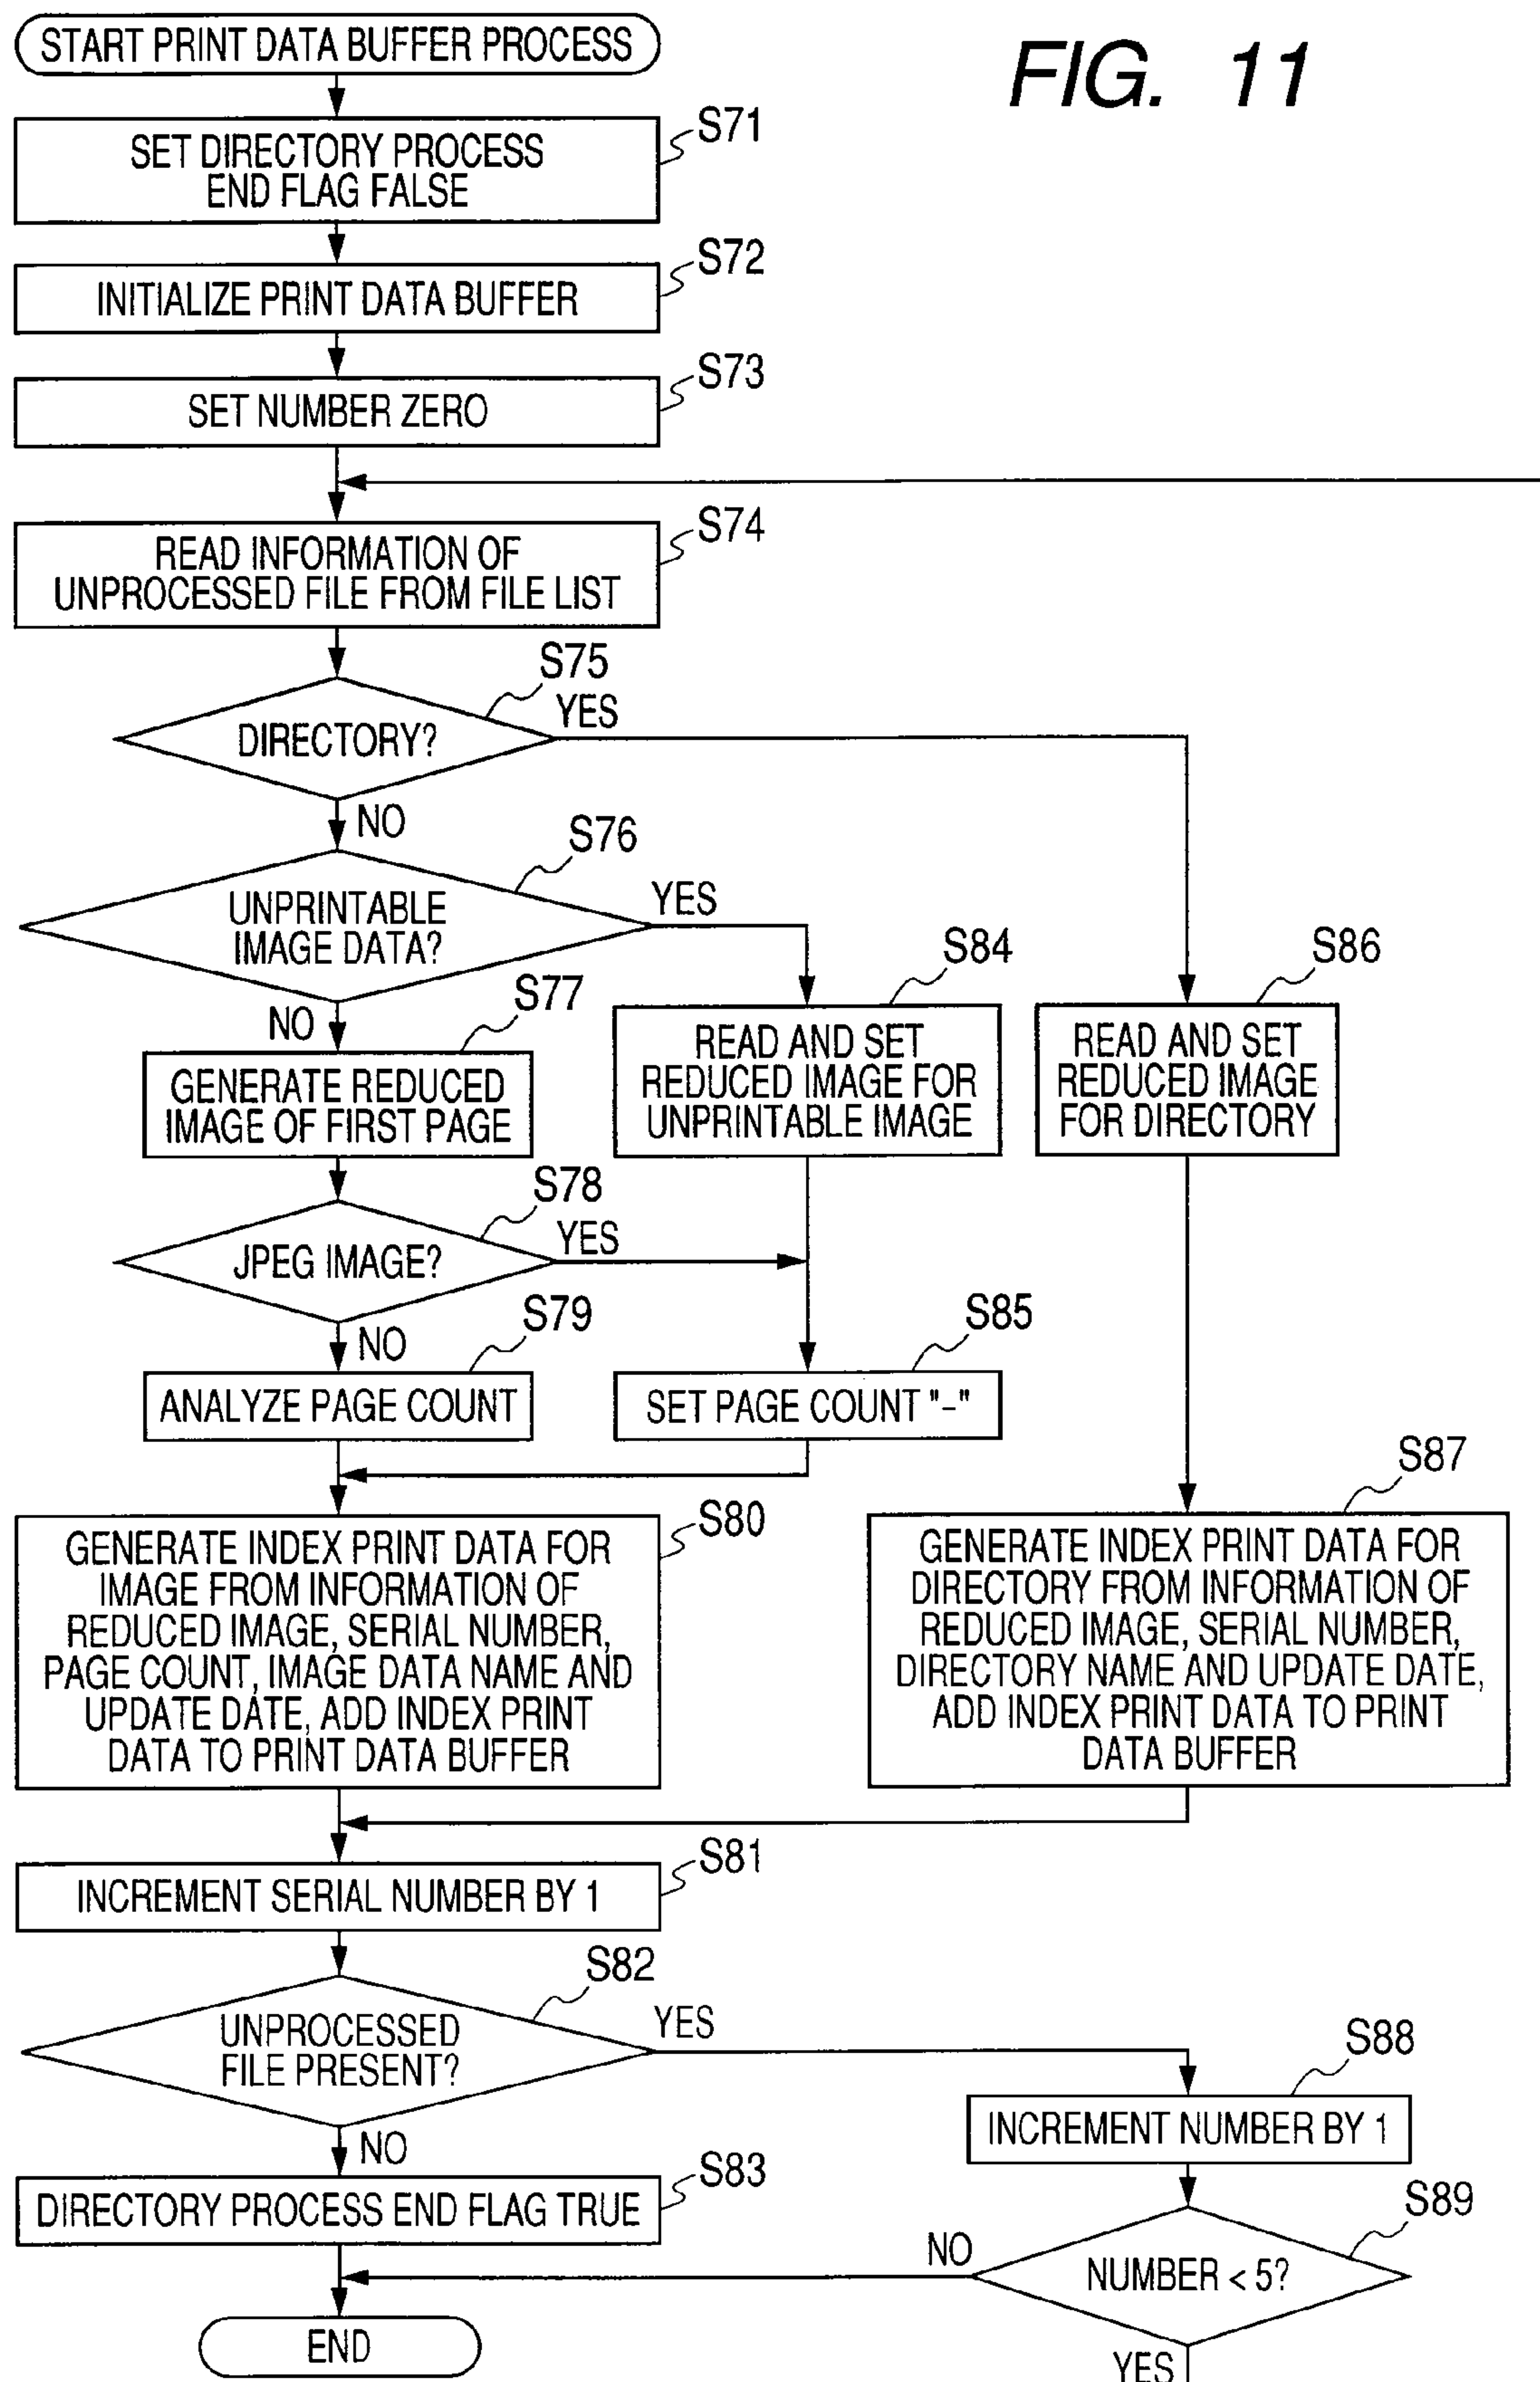 START PRINT DATA BUFFER PROCESS
FIG. 11
S71
SET DIRECTORY PROCESS
END FLAG FALSE
S72
INITIALIZE PRINT DATA BUFFER
S73
SET NUMBER ZERO
S74
READ INFORMATION OF
UNPROCESSED FILE FROM FILE LIST
S75
DIRECTORY?
YES
NO
S76
UNPRINTABLE
IMAGE DATA?
YES
NO
S77
GENERATE REDUCED
IMAGE OF FIRST PAGE
S84
READ AND SET
REDUCED IMAGE FOR
UNPRINTABLE IMAGE
S86
READ AND SET
REDUCED IMAGE
FOR DIRECTORY
S78
JPEG IMAGE?
YES
NO
S79
ANALYZE PAGE COUNT
S85
SET PAGE COUNT "-"
S80
GENERATE INDEX PRINT DATA FOR
IMAGE FROM INFORMATION OF
REDUCED IMAGE, SERIAL NUMBER,
PAGE COUNT, IMAGE DATA NAME AND
UPDATE DATE, ADD INDEX PRINT
DATA TO PRINT DATA BUFFER
S87
GENERATE INDEX PRINT DATA FOR
DIRECTORY FROM INFORMATION OF
REDUCED IMAGE, SERIAL NUMBER,
DIRECTORY NAME AND UPDATE DATE,
ADD INDEX PRINT DATA TO PRINT
DATA BUFFER
S81
INCREMENT SERIAL NUMBER BY 1
S82
UNPROCESSED
FILE PRESENT?
YES
NO
S88
INCREMENT NUMBER BY 1
S83
DIRECTORY PROCESS END FLAG TRUE
S89
NUMBER < 5?
NO
YES
END